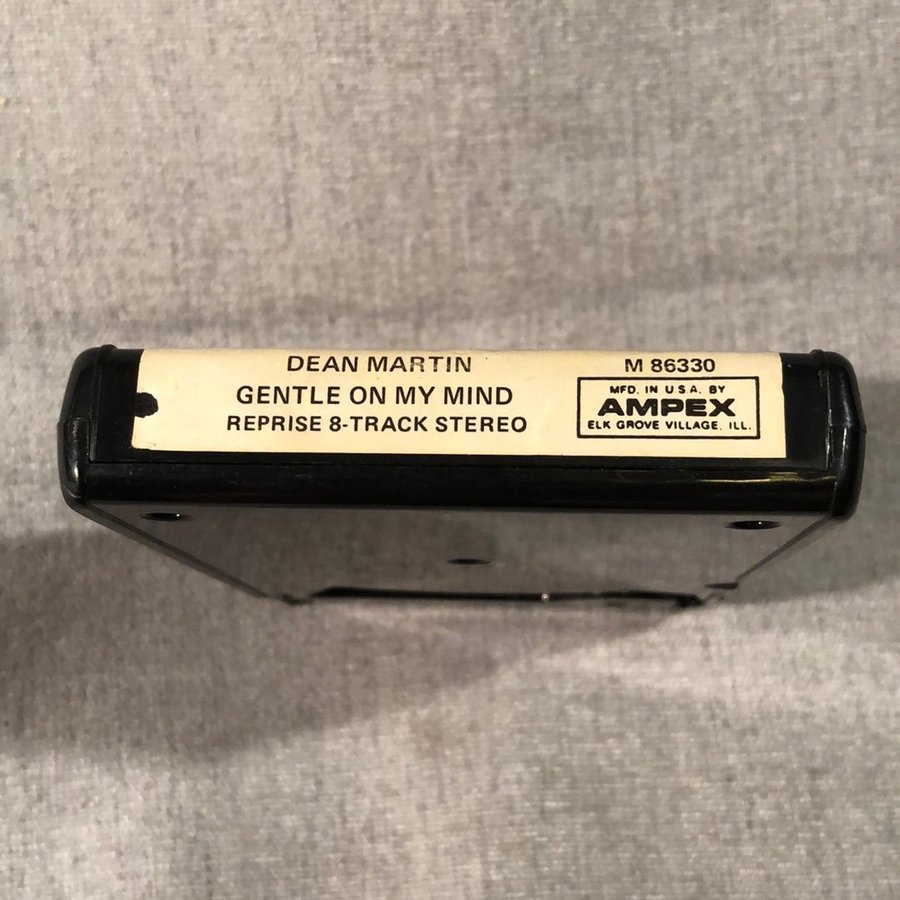 DEAN MARTIN
GENTLE ON MY MIND
REPRISE 8-TRACK STEREO
M 86330
MFD. IN U.S.A. BY
AMPEX
ELK GROVE VILLAGE, ILL.